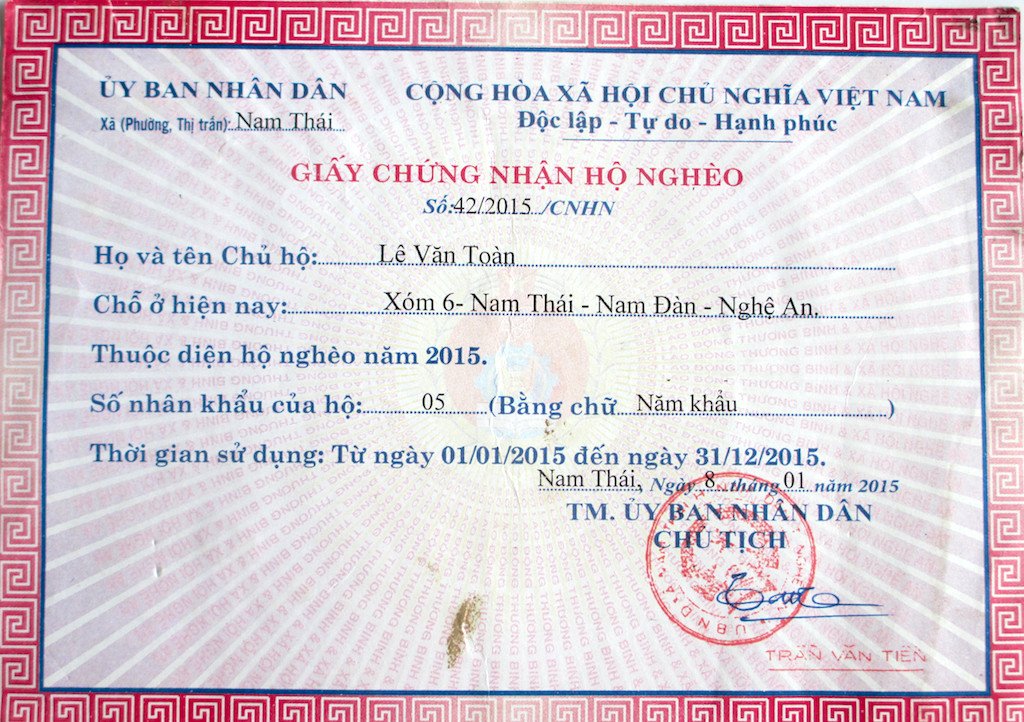 ỦY BAN NHÂN DÂN
Xã (Phường, Thị trấn): Nam Thái
CỘNG HÒA XÃ HỘI CHỦ NGHĨA VIỆT NAM
Độc lập - Tự do - Hạnh phúc
GIẤY CHỨNG NHẬN HỘ NGHÈO
Số:42/2015/CNHN
Họ và tên Chủ hộ: Lê Văn Toàn
Chỗ ở hiện nay: Xóm 6- Nam Thái - Nam Đàn - Nghệ An.
Thuộc diện hộ nghèo năm 2015.
Số nhân khẩu của hộ: 05 (Bằng chữ Năm khẩu)
Thời gian sử dụng: Từ ngày 01/01/2015 đến ngày 31/12/2015.
Nam Thái, Ngày 8 tháng 01 năm 2015
TM. ỦY BAN NHÂN DÂN
CHỦ TỊCH
TRẦN VĂN TIẾN